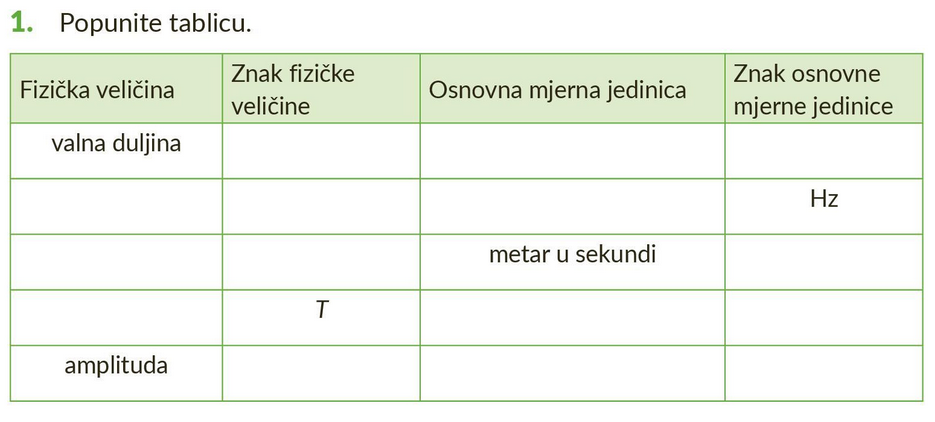 1. Popunite tablicu.
Fizička veličina
Znak fizičke
veličine
Osnovna mjerna jedinica
Znak osnovne
mjerne jedinice
valna duljina
Hz
metar u sekundi
T
amplituda